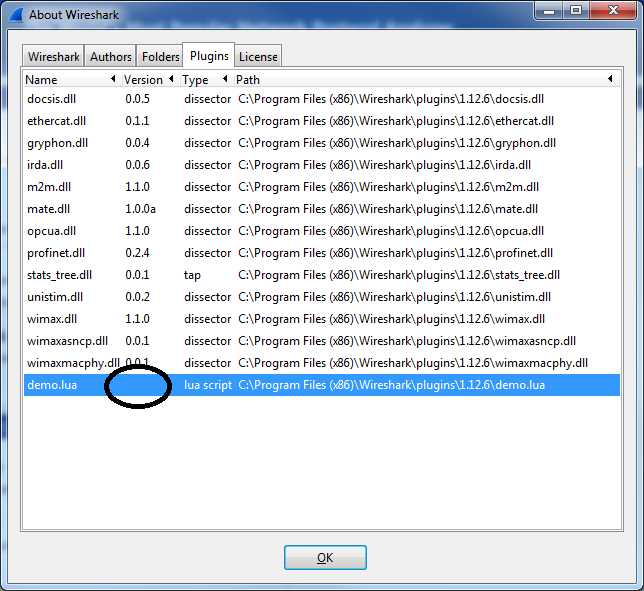 About Wireshark
Wireshark Authors Folders Plugins License
Name Version Type Path
docsis.dll 0.0.5 dissector C:\Program Files (x86)\Wireshark\plugins\1.12.6\docsis.dll
ethercat.dll 0.1.1 dissector C:\Program Files (x86)\Wireshark\plugins\1.12.6\ethercat.dll
gryphon.dll 0.0.4 dissector C:\Program Files (x86)\Wireshark\plugins\1.12.6\gryphon.dll
irda.dll 0.0.6 dissector C:\Program Files (x86)\Wireshark\plugins\1.12.6\irda.dll
m2m.dll 1.1.0 dissector C:\Program Files (x86)\Wireshark\plugins\1.12.6\m2m.dll
mate.dll 1.0.0a dissector C:\Program Files (x86)\Wireshark\plugins\1.12.6\mate.dll
opcua.dll 1.1.0 dissector C:\Program Files (x86)\Wireshark\plugins\1.12.6\opcua.dll
profinet.dll 0.2.4 dissector C:\Program Files (x86)\Wireshark\plugins\1.12.6\profinet.dll
stats_tree.dll 0.0.1 tap C:\Program Files (x86)\Wireshark\plugins\1.12.6\stats_tree.dll
unistim.dll 0.0.2 dissector C:\Program Files (x86)\Wireshark\plugins\1.12.6\unistim.dll
wimax.dll 1.1.0 dissector C:\Program Files (x86)\Wireshark\plugins\1.12.6\wimax.dll
wimaxasncp.dll 0.0.1 dissector C:\Program Files (x86)\Wireshark\plugins\1.12.6\wimaxasncp.dll
wimaxmacphy.dll 0.0.1 dissector C:\Program Files (x86)\Wireshark\plugins\1.12.6\wimaxmacphy.dll
demo.lua lua script C:\Program Files (x86)\Wireshark\plugins\1.12.6\demo.lua
OK